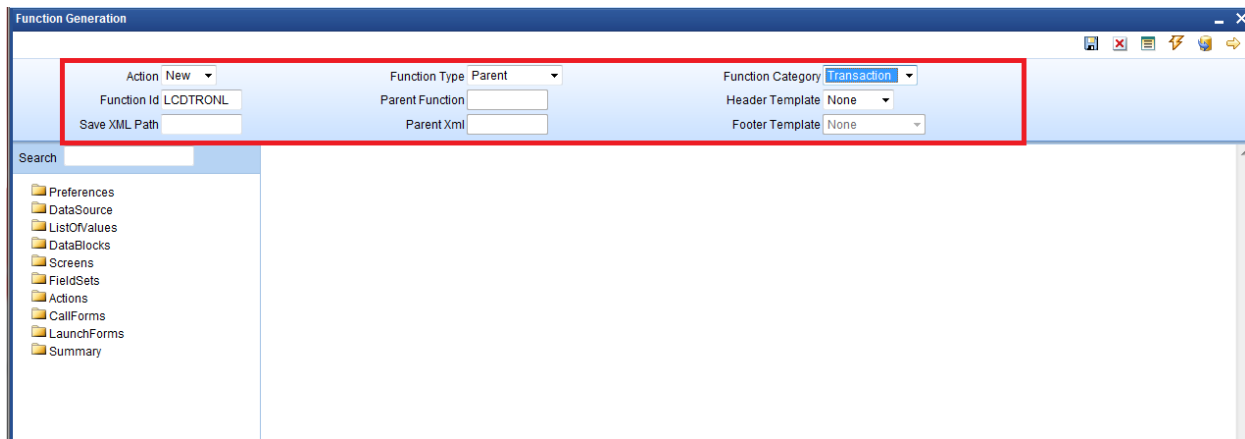 Function Generation
Action New Function Type Parent Function Category Transaction
Function Id LCDTRONL Parent Function Header Template None
Save XML Path Parent Xml Footer Template None
Search
Preferences
DataSource
ListOfValues
DataBlocks
Screens
FieldSets
Actions
CallForms
LaunchForms
Summary